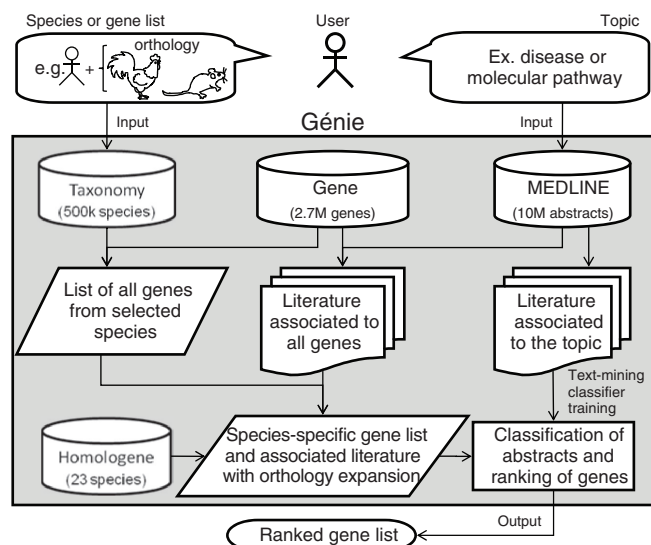 Species or gene list
User
Topic
orthology
e.g. +
Ex. disease or
molecular pathway
Input
Génie
Input
Taxonomy
(500k species)
Gene
(2.7M genes)
MEDLINE
(10M abstracts)
List of all genes
from selected
species
Literature
associated to
all genes
Literature
associated
to the topic
Text-mining
classifier
training
Homologene
(23 species)
Species-specific gene list
and associated literature
with orthology expansion
Classification of
abstracts and
ranking of genes
Output
Ranked gene list